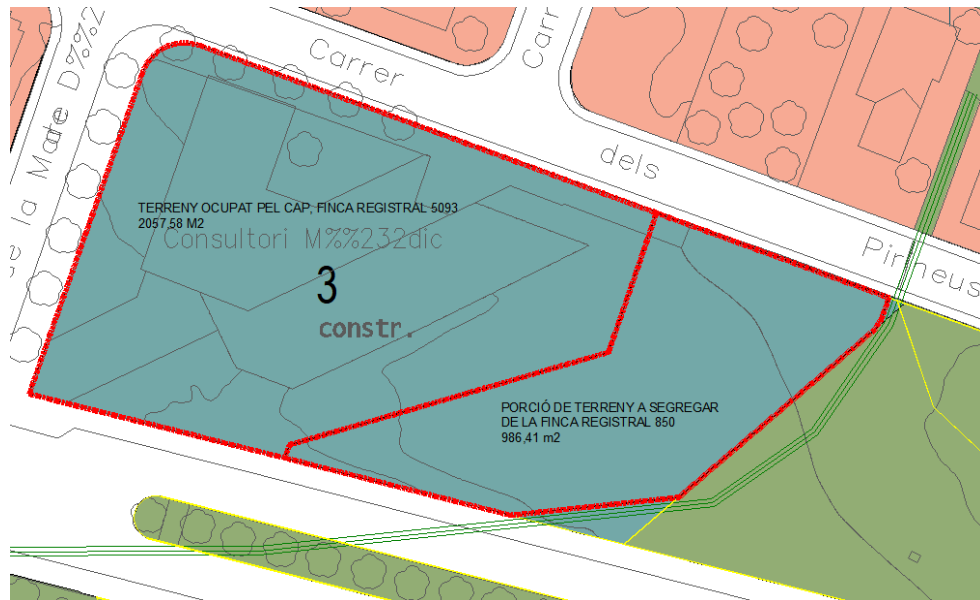 Carrer
Carr
dels
Pirineus
e la Mare D%%2
TERRENY OCUPAT PEL CAP, FINCA REGISTRAL 5093
2057,58 M2
Consultori M%%232dic
3
constr.
PORCIÓ DE TERRENY A SEGREGAR
DE LA FINCA REGISTRAL 850
986,41 m2